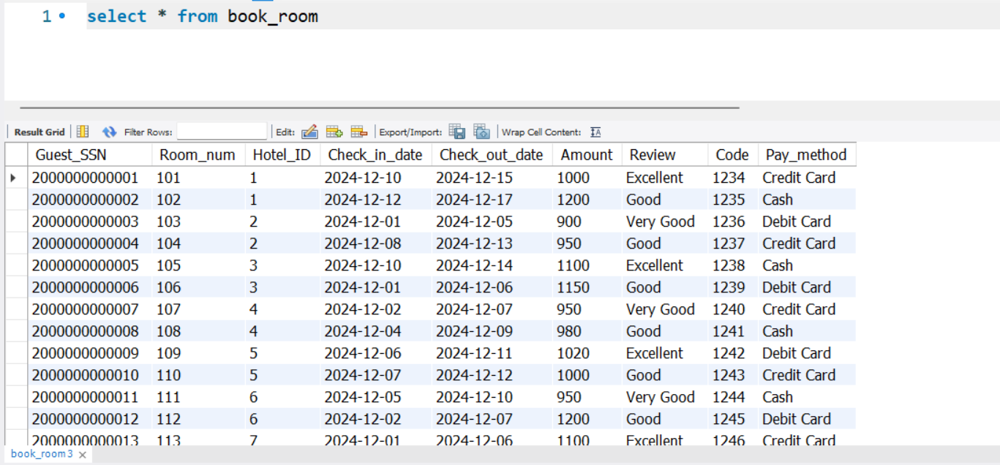 1 select * from book_room
Result Grid Filter Rows: Edit: Export/Import: Wrap Cell Content:
Guest_SSN Room_num Hotel_ID Check_in_date Check_out_date Amount Review Code Pay_method
2000000000001 101 1 2024-12-10 2024-12-15 1000 Excellent 1234 Credit Card
2000000000002 102 1 2024-12-12 2024-12-17 1200 Good 1235 Cash
2000000000003 103 2 2024-12-01 2024-12-05 900 Very Good 1236 Debit Card
2000000000004 104 2 2024-12-08 2024-12-13 950 Good 1237 Credit Card
2000000000005 105 3 2024-12-10 2024-12-14 1100 Excellent 1238 Cash
2000000000006 106 3 2024-12-01 2024-12-06 1150 Good 1239 Debit Card
2000000000007 107 4 2024-12-02 2024-12-07 950 Very Good 1240 Credit Card
2000000000008 108 4 2024-12-04 2024-12-09 980 Good 1241 Cash
2000000000009 109 5 2024-12-06 2024-12-11 1020 Excellent 1242 Debit Card
2000000000010 110 5 2024-12-07 2024-12-12 1000 Good 1243 Credit Card
2000000000011 111 6 2024-12-05 2024-12-10 950 Very Good 1244 Cash
2000000000012 112 6 2024-12-02 2024-12-07 1200 Good 1245 Debit Card
2000000000013 113 7 2024-12-01 2024-12-06 1100 Excellent 1246 Credit Card
book_room 3